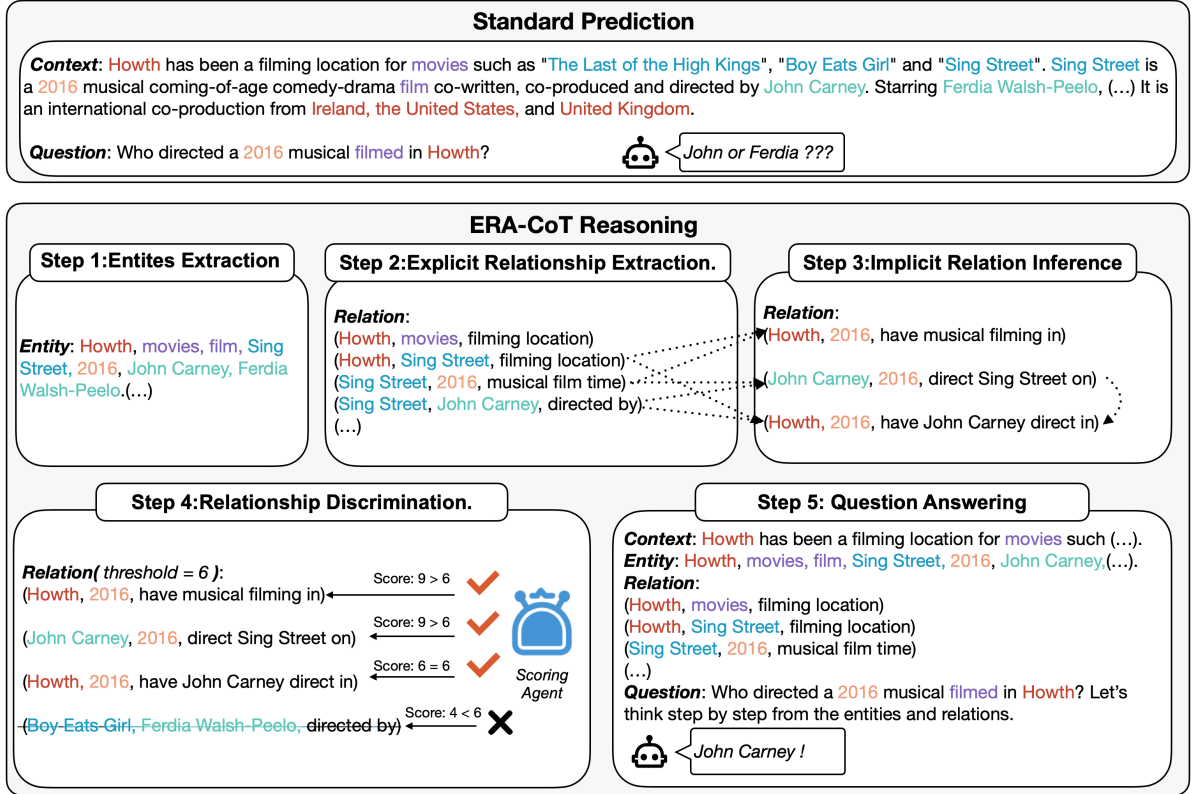 Standard Prediction
Context: Howth has been a filming location for movies such as "The Last of the High Kings", "Boy Eats Girl" and "Sing Street". Sing Street is
a 2016 musical coming-of-age comedy-drama film co-written, co-produced and directed by John Carney. Starring Ferdia Walsh-Peelo, (…) It is
an international co-production from Ireland, the United States, and United Kingdom.
Question: Who directed a 2016 musical filmed in Howth?
John or Ferdia ???
ERA-CoT Reasoning
Step 1:Entites Extraction
Entity: Howth, movies, film, Sing
Street, 2016, John Carney, Ferdia
Walsh-Peelo.(…)
Step 2:Explicit Relationship Extraction.
Relation:
(Howth, movies, filming location)
(Howth, Sing Street, filming location)
(Sing Street, 2016, musical film time)
(Sing Street, John Carney, directed by)
(…)
Step 3:Implicit Relation Inference
Relation:
(Howth, 2016, have musical filming in)
(John Carney, 2016, direct Sing Street on)
(Howth, 2016, have John Carney direct in)
Step 4:Relationship Discrimination.
Relation( threshold = 6 ):
(Howth, 2016, have musical filming in)
Score: 9 > 6
(John Carney, 2016, direct Sing Street on)
Score: 9 > 6
(Howth, 2016, have John Carney direct in)
Score: 6 = 6
(Boy Eats Girl, Ferdia Walsh-Peelo, directed by)
Score: 4 < 6
Scoring
Agent
Step 5: Question Answering
Context: Howth has been a filming location for movies such (…).
Entity: Howth, movies, film, Sing Street, 2016, John Carney,(…).
Relation:
(Howth, movies, filming location)
(Howth, Sing Street, filming location)
(Sing Street, 2016, musical film time)
(…)
Question: Who directed a 2016 musical filmed in Howth? Let's
think step by step from the entities and relations.
John Carney !